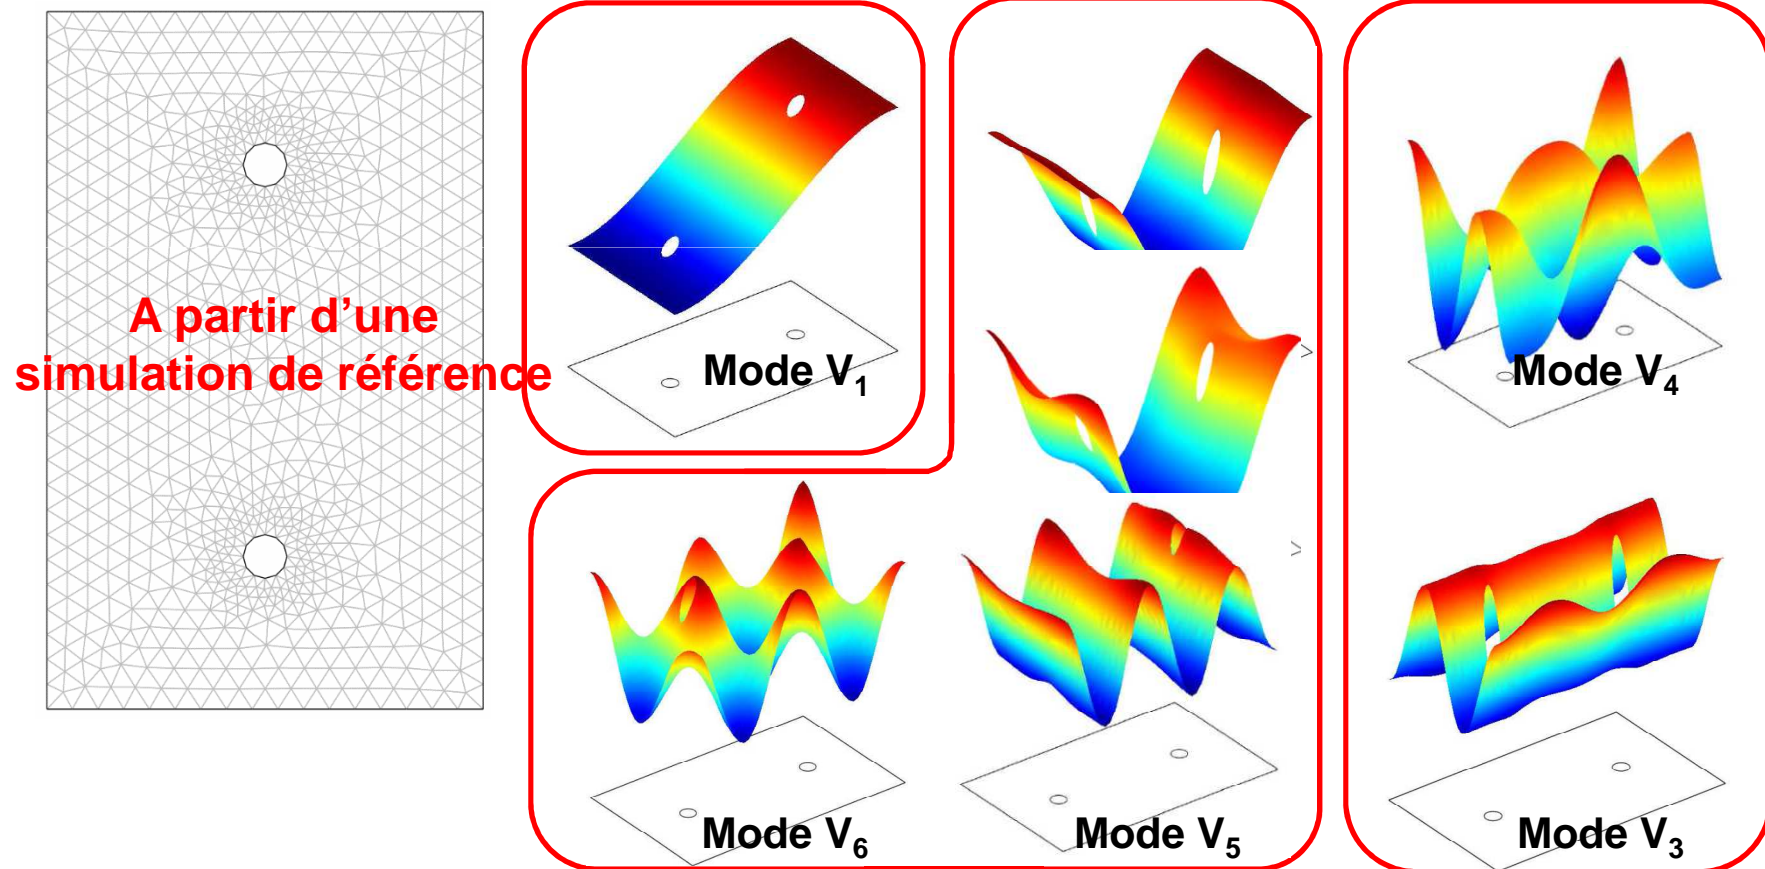 A partir d’une
simulation de référence
Mode V1
Mode V4
Mode V6
Mode V5
Mode V3